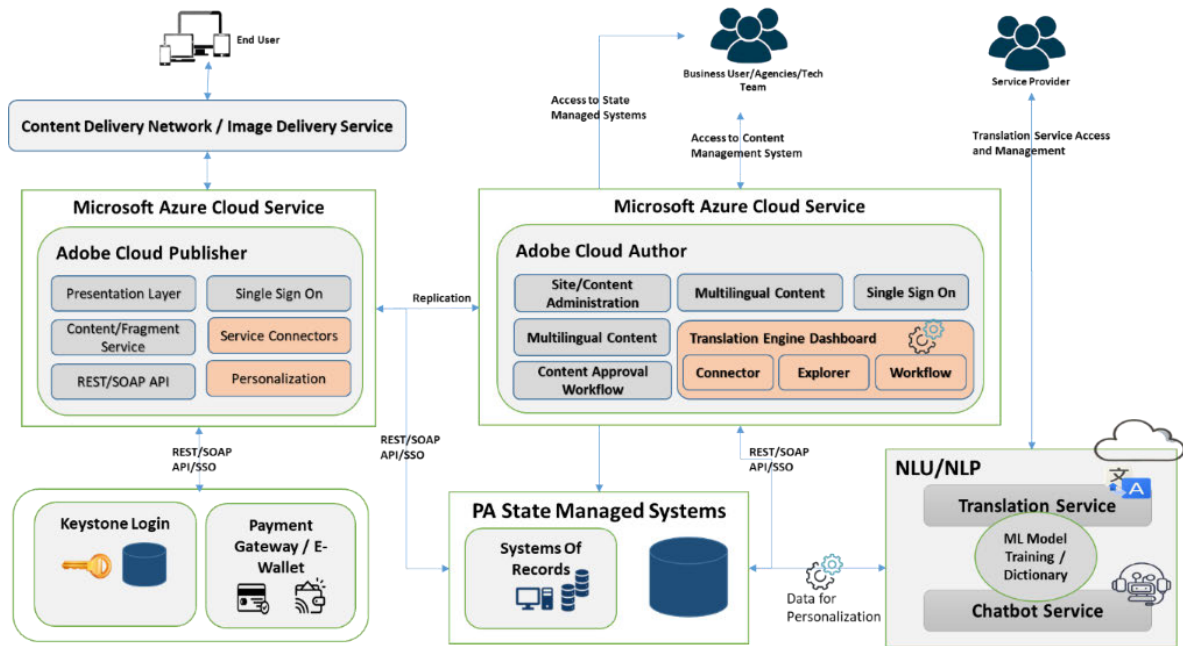 End User
Business User/Agencies/Tech
Team
Service Provider
Content Delivery Network / Image Delivery Service
Access to State
Managed Systems
Access to Content
Management System
Translation Service Access
and Management
Microsoft Azure Cloud Service
Adobe Cloud Publisher
Presentation Layer
Single Sign On
Content/Fragment
Service
Service Connectors
REST/SOAP API
Personalization
Replication
Microsoft Azure Cloud Service
Adobe Cloud Author
Site/Content
Administration
Multilingual Content
Single Sign On
Multilingual Content
Translation Engine Dashboard
Content Approval
Workflow
Connector
Explorer
Workflow
REST/SOAP
API/SSO
REST/SOAP
API/SSO
REST/SOAP
API/SSO
Keystone Login
Payment
Gateway / E-
Wallet
PA State Managed Systems
Systems Of
Records
Data for
Personalization
NLU/NLP
文
A
Translation Service
ML Model
Training /
Dictionary
Chatbot Service